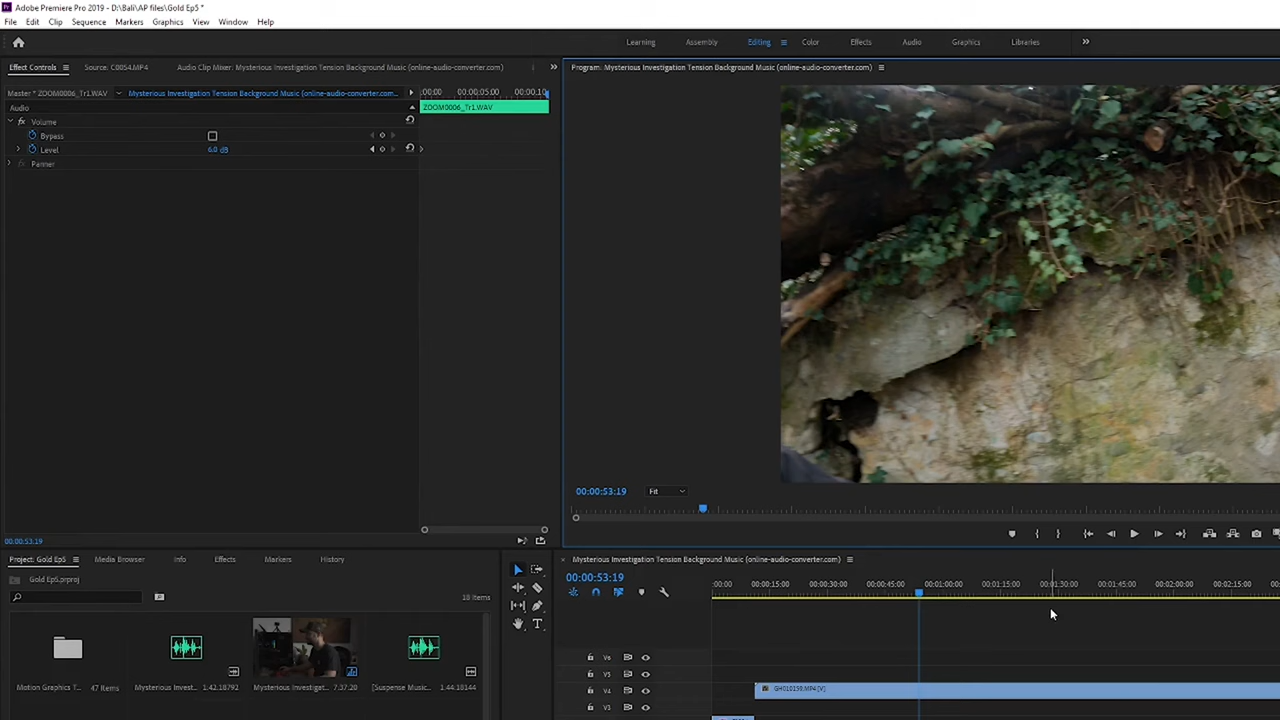 Adobe Premiere Pro 2019 - D:\Bali\AP files\Gold Ep5 *
File Edit Clip Sequence Markers Graphics View Window Help
Learning Assembly Editing Color Effects Audio Graphics Libraries
Effect Controls Source: C0054.MP4 Audio Clip Mixer: Mysterious Investigation Tension Background Music (online-audio-converter.com)
Program: Mysterious Investigation Tension Background Music (online-audio-converter.com)
Master * ZOOM0006_Tr1.WAV Mysterious Investigation Tension Background Music (online-audio-converter.com...
:00:00 00:00:05:00 00:00:10
Audio ZOOM0006_Tr1.WAV
fx Volume
Bypass
Level 6.0 dB
fx Panner
00:00:53:19
00:00:53:19 Fit
Project: Gold Ep5 Media Browser Info Effects Markers History
Gold Ep5.prproj
18 Items
Motion Graphics T... 47 Items Mysterious Invest... 1:42.18792 Mysterious Investigat... 7:37:20 [Suspense Music... 1:44.18144
Mysterious Investigation Tension Background Music (online-audio-converter.com)
00:00:53:19
:00:00 00:00:15:00 00:00:30:00 00:00:45:00 00:01:00:00 00:01:15:00 00:01:30:00 00:01:45:00 00:02:00:00 00:02:15:00
V6
V5
V4 GH010198.MP4 [V]
V3